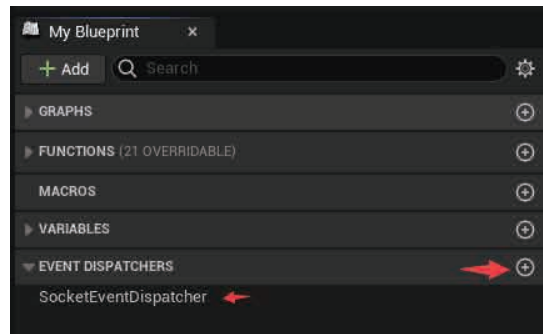 My Blueprint
Add
Search
GRAPHS
FUNCTIONS (21 OVERRIDABLE)
MACROS
VARIABLES
EVENT DISPATCHERS
SocketEventDispatcher